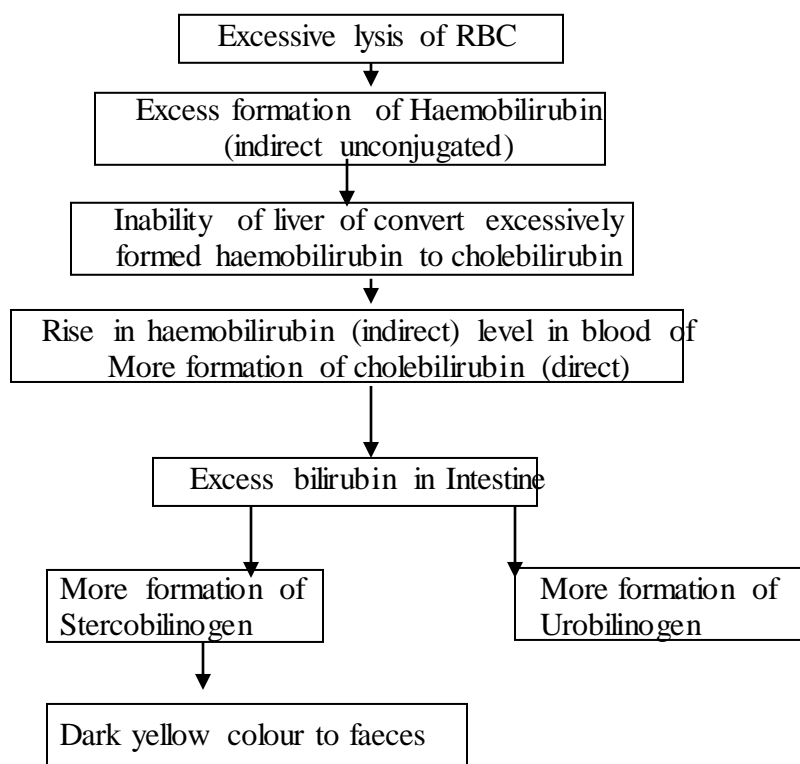 Excessive lysis of RBC
Excess formation of Haemobilirubin
(indirect unconjugated)
Inability of liver of convert excessively
formed haemobilirubin to cholebilirubin
Rise in haemobilirubin (indirect) level in blood of
More formation of cholebilirubin (direct)
Excess bilirubin in Intestine
More formation of
Stercobilinogen
More formation of
Urobilinogen
Dark yellow colour to faeces